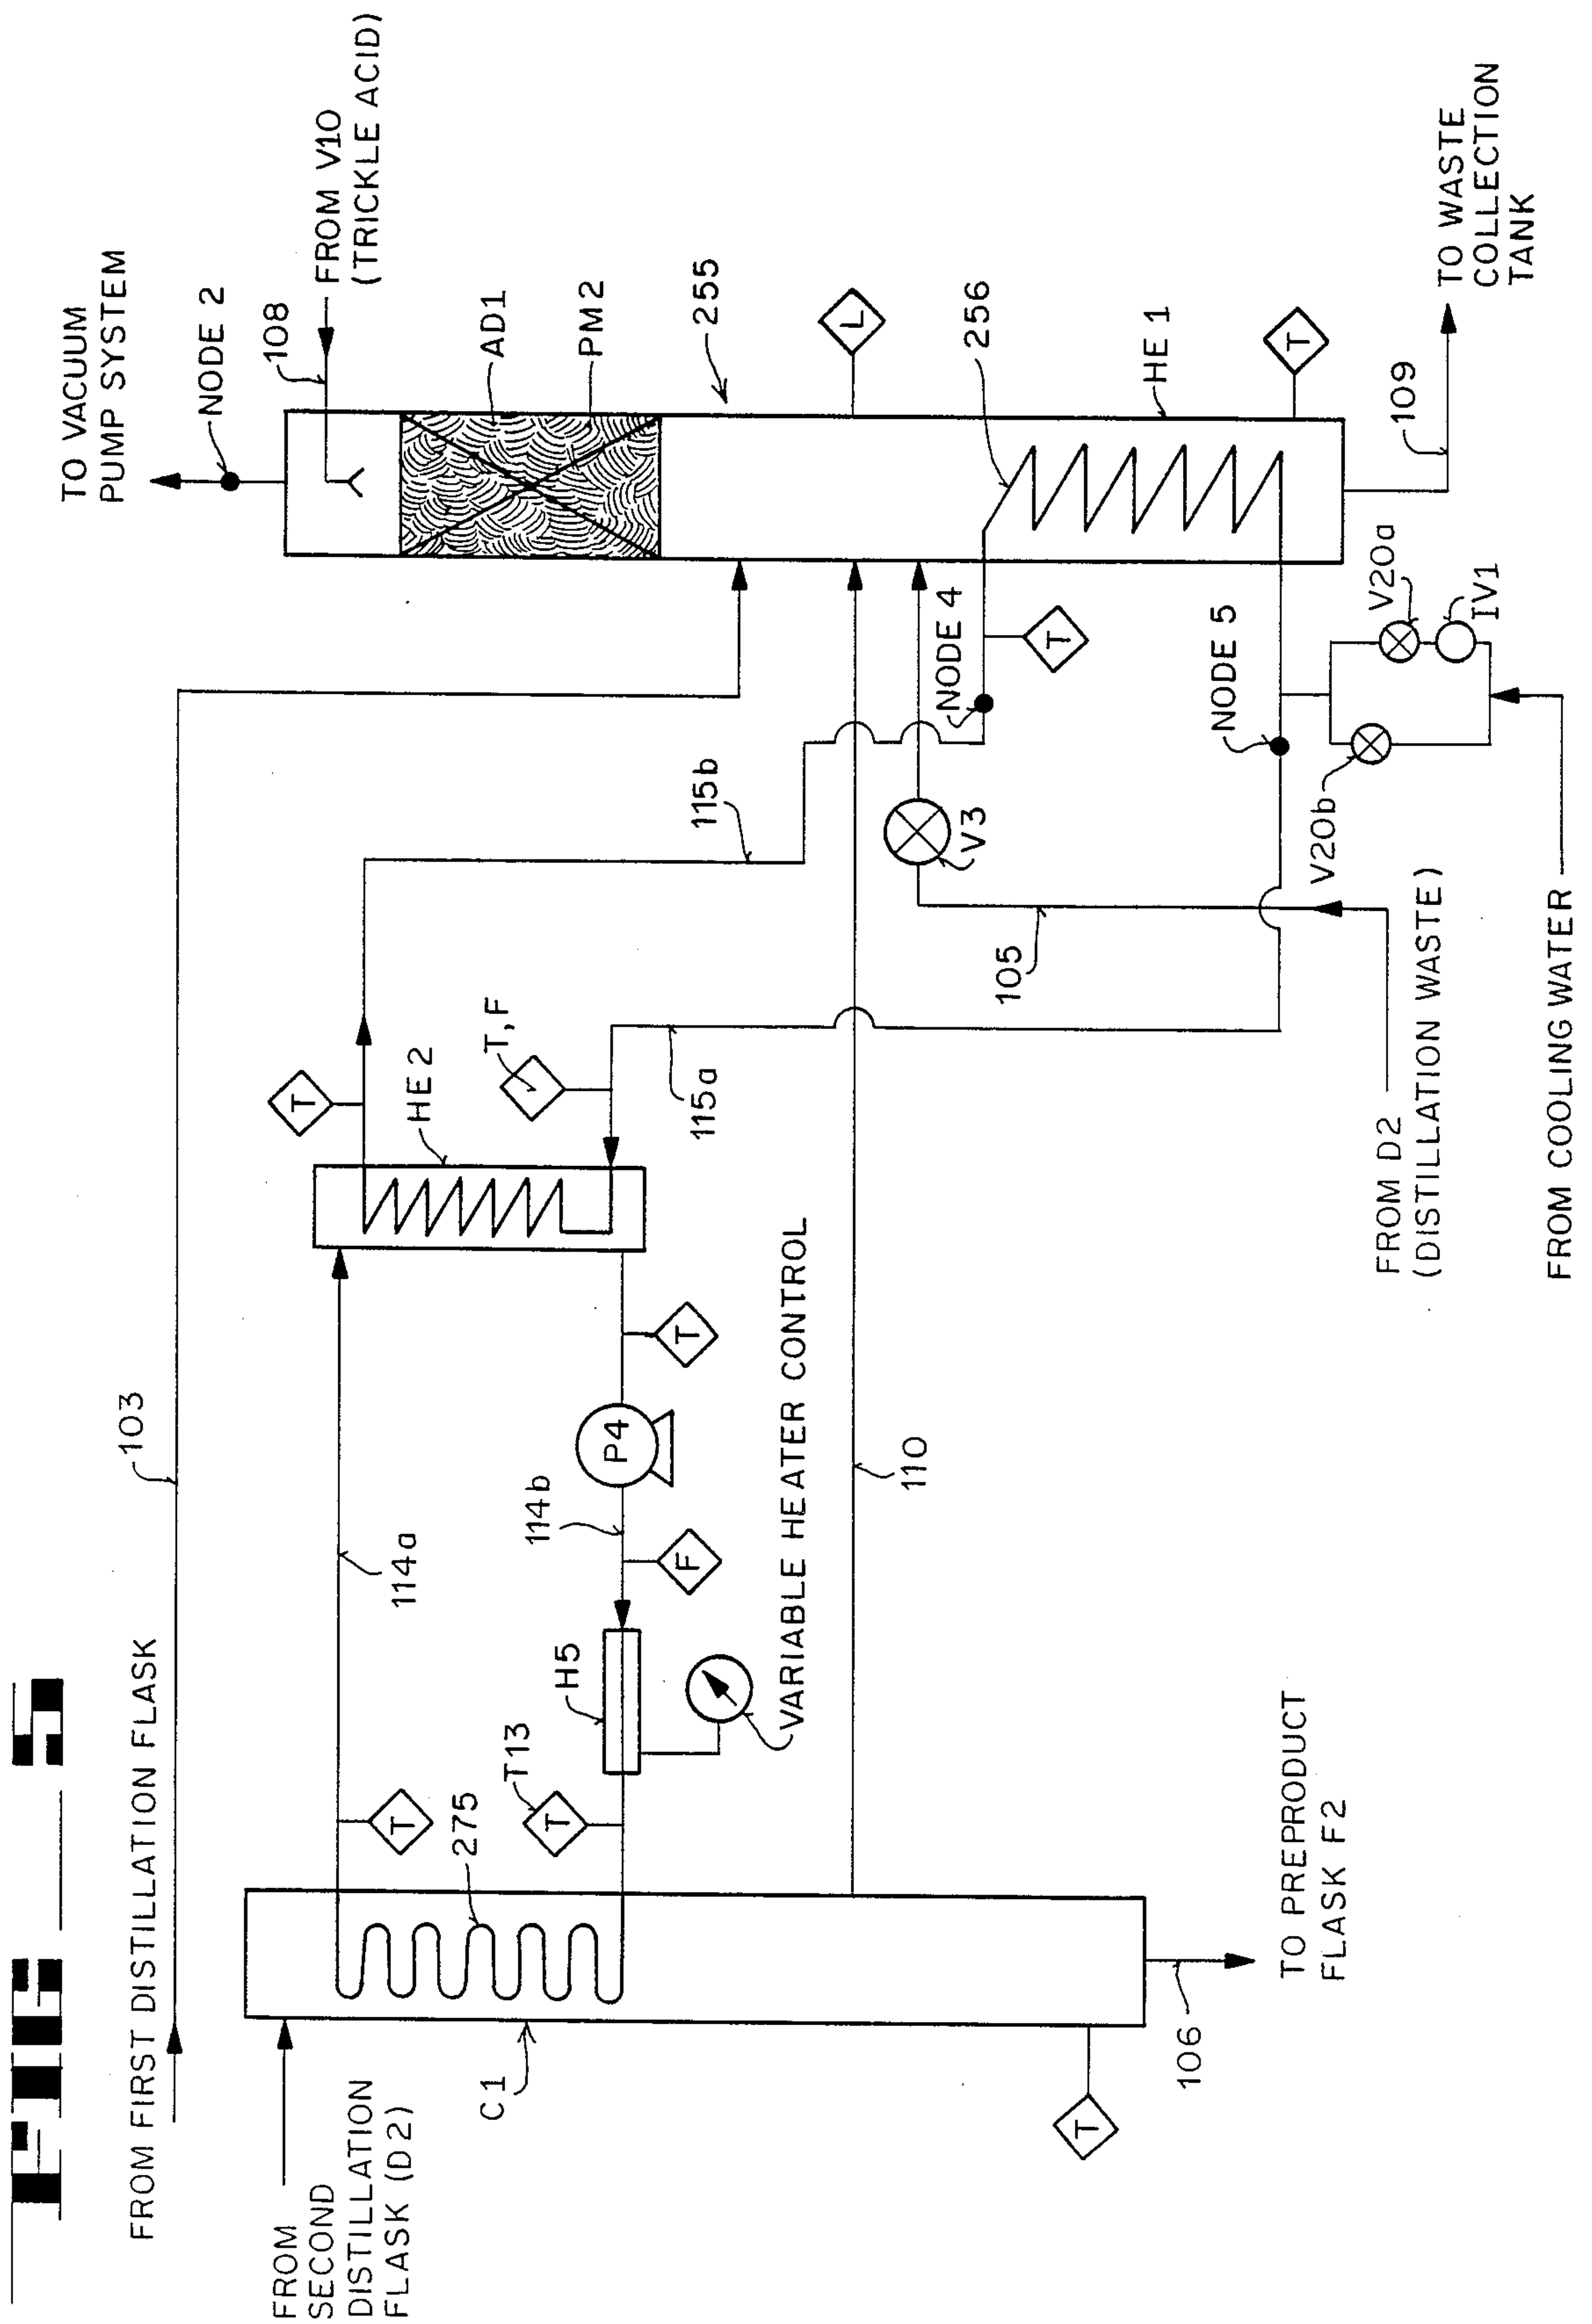 FIG 5
FROM FIRST DISTILLATION FLASK
103
TO VACUUM
PUMP SYSTEM
NODE 2
108
FROM V10
(TRICKLE ACID)
AD1
PM2
255
L
256
HE 1
T
109
TO WASTE
COLLECTION
TANK
FROM
SECOND
DISTILLATION
FLASK (D2)
C1
275
T
114a
T
T13
H5
VARIABLE HEATER CONTROL
F
114b
P4
T
HE 2
T
T,F
115a
115b
110
NODE 4
T
V3
105
NODE 5
V20a
IV1
V20b
FROM D2
(DISTILLATION WASTE)
FROM COOLING WATER
T
106
TO PREPRODUCT
FLASK F2